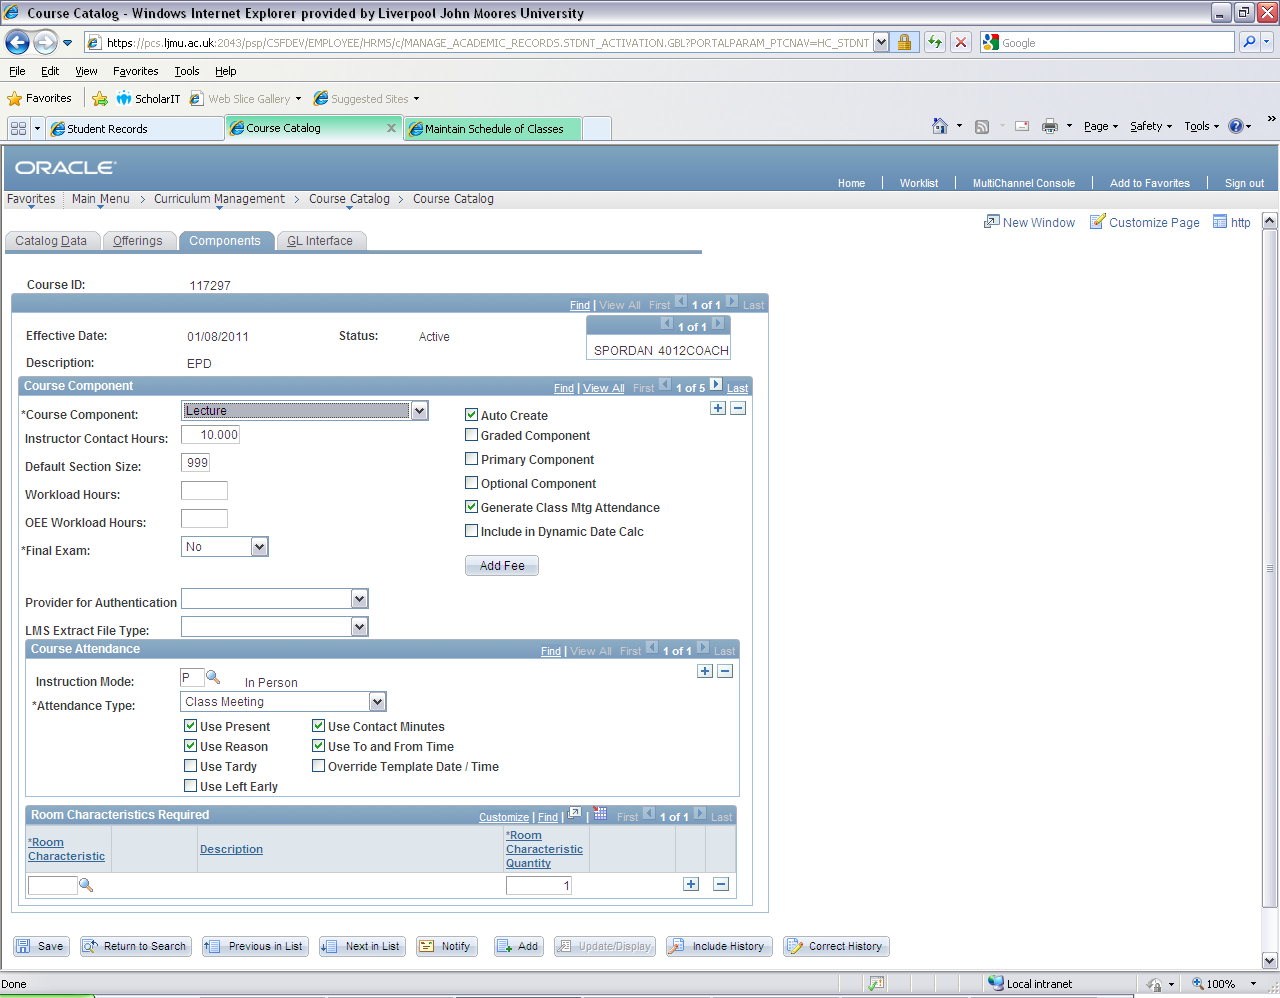 Course Catalog - Windows Internet Explorer provided by Liverpool John Moores University
https://pcs.ljmu.ac.uk:2043/psp/CSFDEV/EMPLOYEE/HRMS/c/MANAGE_ACADEMIC_RECORDS.STDNT_ACTIVATION.GBL?PORTALPARAM_PTCNAV=HC_STDNT Google
File Edit View Favorites Tools Help
Favorites ScholarIT Web Slice Gallery Suggested Sites
Student Records Course Catalog Maintain Schedule of Classes Page Safety Tools
ORACLE
Home Worklist MultiChannel Console Add to Favorites Sign out
Favorites Main Menu > Curriculum Management > Course Catalog > Course Catalog
New Window Customize Page http
Catalog Data Offerings Components GL Interface
Course ID: 117297
Find | View All First 1 of 1 Last
Effective Date: 01/08/2011 Status: Active 1 of 1
SPORDAN 4012COACH
Description: EPD
Course Component Find | View All First 1 of 5 Last
*Course Component: Lecture Auto Create
Instructor Contact Hours: 10.000 Graded Component
Default Section Size: 999 Primary Component
Optional Component
Workload Hours:
Generate Class Mtg Attendance
OEE Workload Hours:
Include in Dynamic Date Calc
*Final Exam: No
Add Fee
Provider for Authentication
LMS Extract File Type:
Course Attendance Find | View All First 1 of 1 Last
Instruction Mode: P In Person
*Attendance Type: Class Meeting
Use Present Use Contact Minutes
Use Reason Use To and From Time
Use Tardy Override Template Date / Time
Use Left Early
Room Characteristics Required Customize | Find | | First 1 of 1 Last
*Room Characteristic Description *Room Characteristic Quantity
1
Save Return to Search Previous in List Next in List Notify Add Update/Display Include History Correct History
Done Local intranet 100%